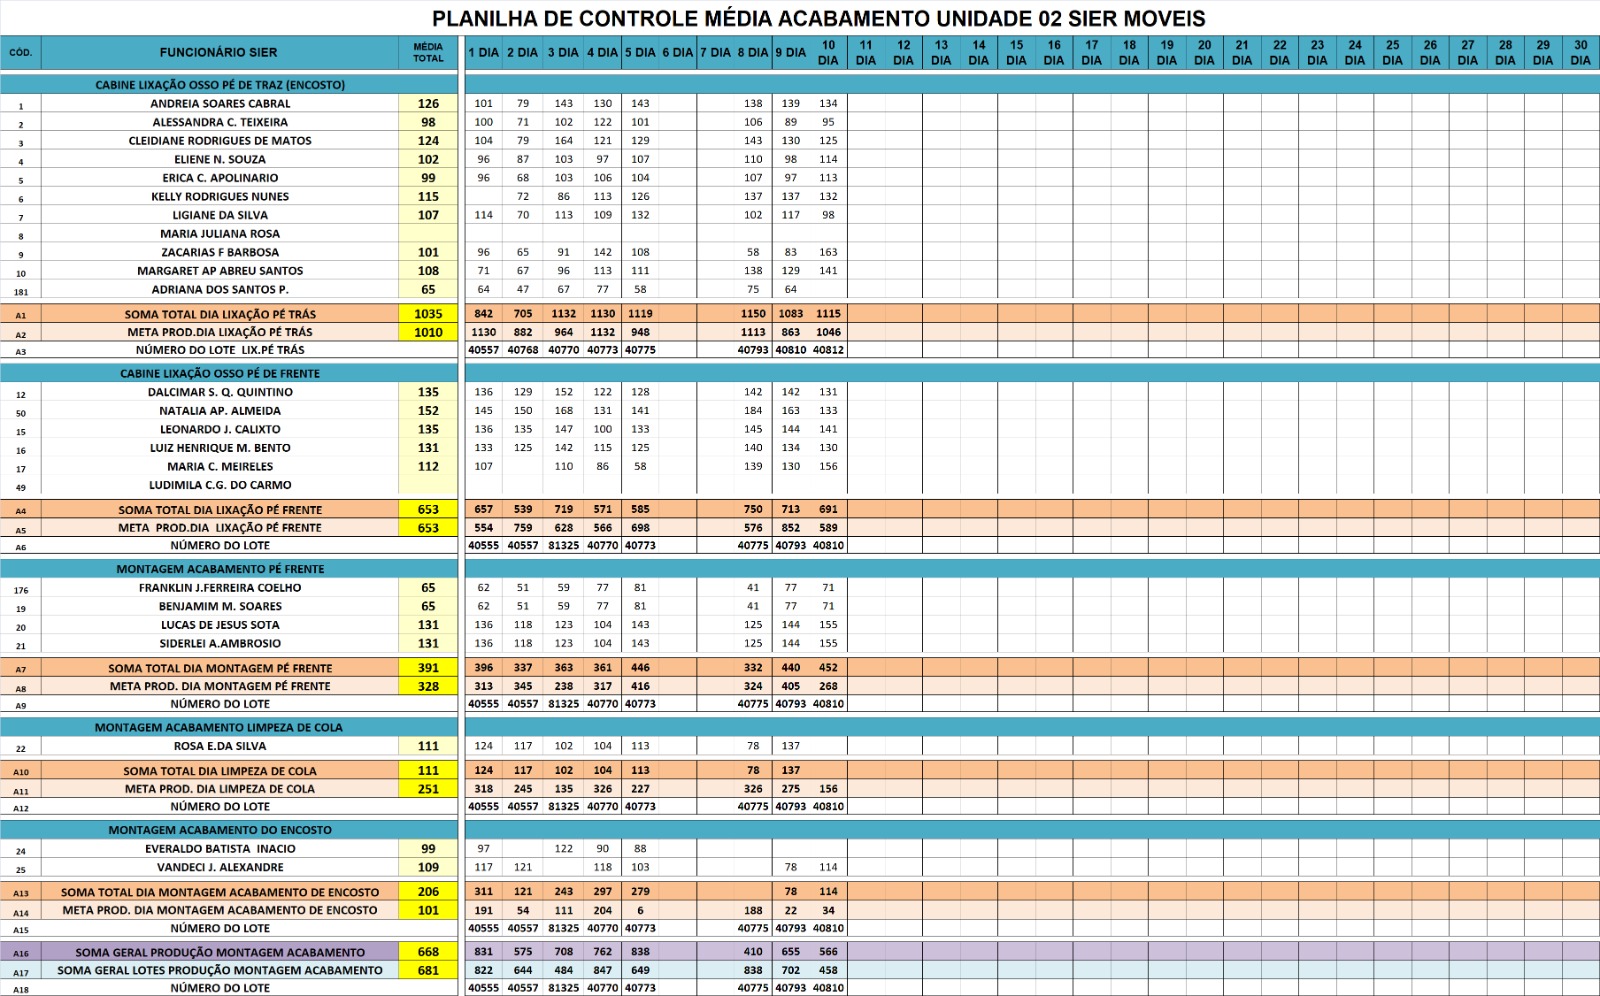 PLANILHA DE CONTROLE MÉDIA ACABAMENTO UNIDADE 02 SIER MOVEIS
CÓD. FUNCIONÁRIO SIER MÉDIA TOTAL 1 DIA 2 DIA 3 DIA 4 DIA 5 DIA 6 DIA 7 DIA 8 DIA 9 DIA 10 DIA 11 DIA 12 DIA 13 DIA 14 DIA 15 DIA 16 DIA 17 DIA 18 DIA 19 DIA 20 DIA 21 DIA 22 DIA 23 DIA 24 DIA 25 DIA 26 DIA 27 DIA 28 DIA 29 DIA 30 DIA
CABINE LIXAÇÃO OSSO PÉ DE TRAZ (ENCOSTO)
1 ANDREIA SOARES CABRAL 126 101 79 143 130 143 138 139 134
2 ALESSANDRA C. TEIXEIRA 98 100 71 102 122 101 106 89 95
3 CLEIDIANE RODRIGUES DE MATOS 124 104 79 164 121 129 143 130 125
4 ELIENE N. SOUZA 102 96 87 103 97 107 110 98 114
5 ERICA C. APOLINARIO 99 96 68 103 106 104 107 97 113
6 KELLY RODRIGUES NUNES 115 72 86 113 126 137 137 132
7 LIGIANE DA SILVA 107 114 70 113 109 132 102 117 98
8 MARIA JULIANA ROSA
9 ZACARIAS F BARBOSA 101 96 65 91 142 108 58 83 163
10 MARGARET AP ABREU SANTOS 108 71 67 96 113 111 138 129 141
181 ADRIANA DOS SANTOS P. 65 64 47 67 77 58 75 64
A1 SOMA TOTAL DIA LIXAÇÃO PÉ TRÁS 1035 842 705 1132 1130 1119 1150 1083 1115
A2 META PROD.DIA LIXAÇÃO PÉ TRÁS 1010 1130 882 964 1132 948 1113 863 1046
A3 NÚMERO DO LOTE LIX.PÉ TRÁS 40557 40768 40770 40773 40775 40793 40810 40812
CABINE LIXAÇÃO OSSO PÉ DE FRENTE
12 DALCIMAR S. Q. QUINTINO 135 136 129 152 122 128 142 142 131
50 NATALIA AP. ALMEIDA 152 145 150 168 131 141 184 163 133
15 LEONARDO J. CALIXTO 135 136 135 147 100 133 145 144 141
16 LUIZ HENRIQUE M. BENTO 131 133 125 142 115 125 140 134 130
17 MARIA C. MEIRELES 112 107 110 86 58 139 130 156
49 LUDIMILA C.G. DO CARMO
A4 SOMA TOTAL DIA LIXAÇÃO PÉ FRENTE 653 657 539 719 571 585 750 713 691
A5 META PROD.DIA LIXAÇÃO PÉ FRENTE 653 554 759 628 566 698 576 852 589
A6 NÚMERO DO LOTE 40555 40557 81325 40770 40773 40775 40793 40810
MONTAGEM ACABAMENTO PÉ FRENTE
176 FRANKLIN J.FERREIRA COELHO 65 62 51 59 77 81 41 77 71
19 BENJAMIM M. SOARES 65 62 51 59 77 81 41 77 71
20 LUCAS DE JESUS SOTA 131 136 118 123 104 143 125 144 155
21 SIDERLEI A.AMBROSIO 131 136 118 123 104 143 125 144 155
A7 SOMA TOTAL DIA MONTAGEM PÉ FRENTE 391 396 337 363 361 446 332 440 452
A8 META PROD. DIA MONTAGEM PÉ FRENTE 328 313 345 238 317 416 324 405 268
A9 NÚMERO DO LOTE 40555 40557 81325 40770 40773 40775 40793 40810
MONTAGEM ACABAMENTO LIMPEZA DE COLA
22 ROSA E.DA SILVA 111 124 117 102 104 113 78 137
A10 SOMA TOTAL DIA LIMPEZA DE COLA 111 124 117 102 104 113 78 137
A11 META PROD. DIA LIMPEZA DE COLA 251 318 245 135 326 227 326 275 156
A12 NÚMERO DO LOTE 40555 40557 81325 40770 40773 40775 40793 40810
MONTAGEM ACABAMENTO DO ENCOSTO
24 EVERALDO BATISTA INACIO 99 97 122 90 88
25 VANDECI J. ALEXANDRE 109 117 121 118 103 78 114
A13 SOMA TOTAL DIA MONTAGEM ACABAMENTO DE ENCOSTO 206 311 121 243 297 279 78 114
A14 META PROD. DIA MONTAGEM ACABAMENTO DE ENCOSTO 101 191 54 111 204 6 188 22 34
A15 NÚMERO DO LOTE 40555 40557 81325 40770 40773 40775 40793 40810
A16 SOMA GERAL PRODUÇÃO MONTAGEM ACABAMENTO 668 831 575 708 762 838 410 655 566
A17 SOMA GERAL LOTES PRODUÇÃO MONTAGEM ACABAMENTO 681 822 644 484 847 649 838 702 458
A18 NÚMERO DO LOTE 40555 40557 81325 40770 40773 40775 40793 40810